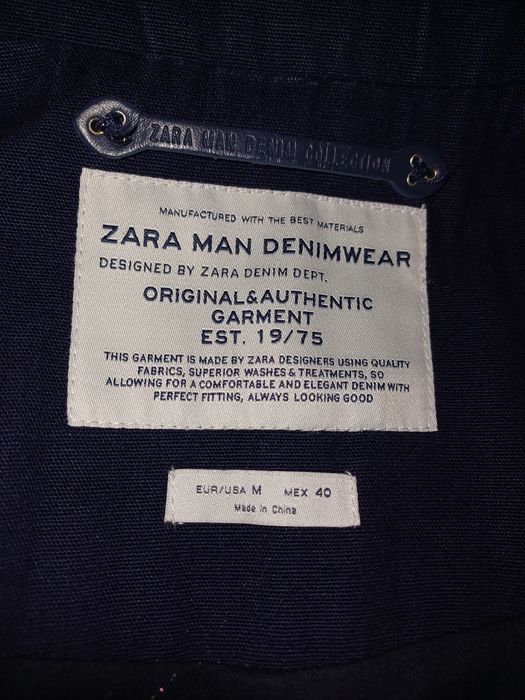 ZARA MAN DENIM COLLECTION
MANUFACTURED WITH THE BEST MATERIALS
ZARA MAN DENIMWEAR
DESIGNED BY ZARA DENIM DEPT.
ORIGINAL&AUTHENTIC
GARMENT
EST. 19/75
THIS GARMENT IS MADE BY ZARA DESIGNERS USING QUALITY
FABRICS, SUPERIOR WASHES & TREATMENTS, SO
ALLOWING FOR A COMFORTABLE AND ELEGANT DENIM WITH
PERFECT FITTING, ALWAYS LOOKING GOOD
EUR/USA M MEX 40
Made in China